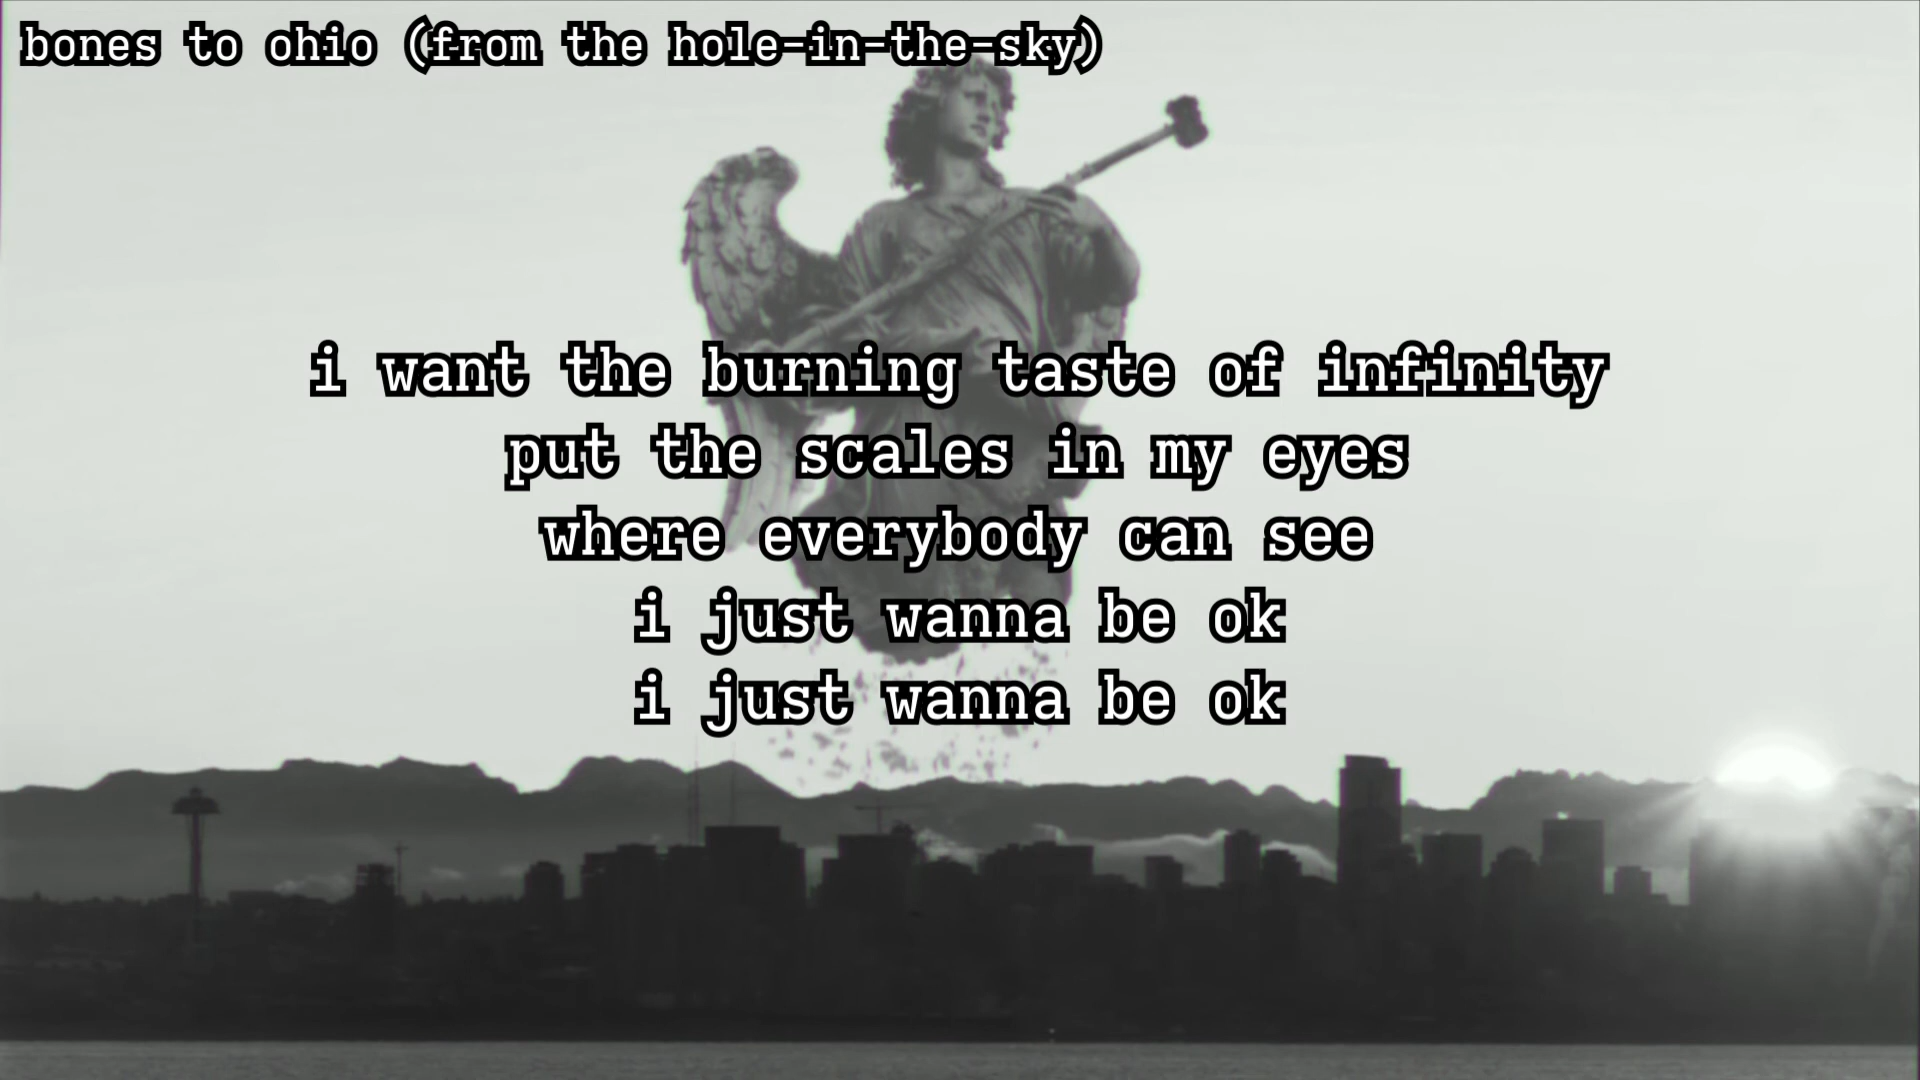 bones to ohio (from the hole-in-the-sky)
i want the burning taste of infinity
put the scales in my eyes
where everybody can see
i just wanna be ok
i just wanna be ok